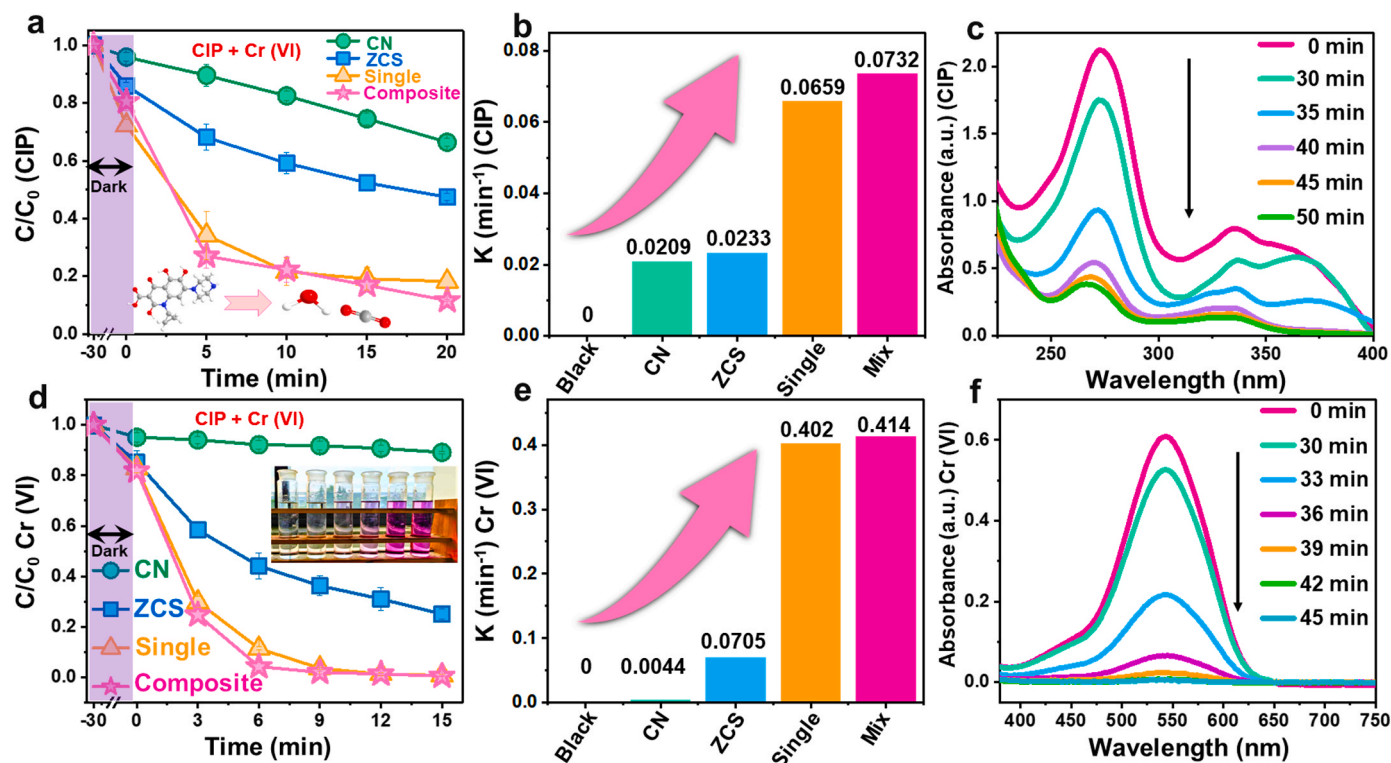 a
CIP + Cr (VI)
CN
ZCS
Single
Composite
Dark
C/C0 (CIP)
1.0
0.8
0.6
0.4
0.2
0.0
-30 0 5 10 15 20
Time (min)
b
K (min⁻¹) (CIP)
0.08
0.06
0.04
0.02
0.00
0
0.0209
0.0233
0.0659
0.0732
Black CN ZCS Single Mix
c
Absorbance (a.u.) (CIP)
2.0
1.5
1.0
0.5
0.0
0 min
30 min
35 min
40 min
45 min
50 min
250 300 350 400
Wavelength (nm)
d
CIP + Cr (VI)
Dark
CN
ZCS
Single
Composite
C/C0 Cr (VI)
1.0
0.8
0.6
0.4
0.2
0.0
-30 0 3 6 9 12 15
Time (min)
e
K (min⁻¹) Cr (VI)
0.4
0.3
0.2
0.1
0.0
0
0.0044
0.0705
0.402
0.414
Black CN ZCS Single Mix
f
Absorbance (a.u.) Cr (VI)
0.6
0.4
0.2
0.0
0 min
30 min
33 min
36 min
39 min
42 min
45 min
400 450 500 550 600 650 700 750
Wavelength (nm)